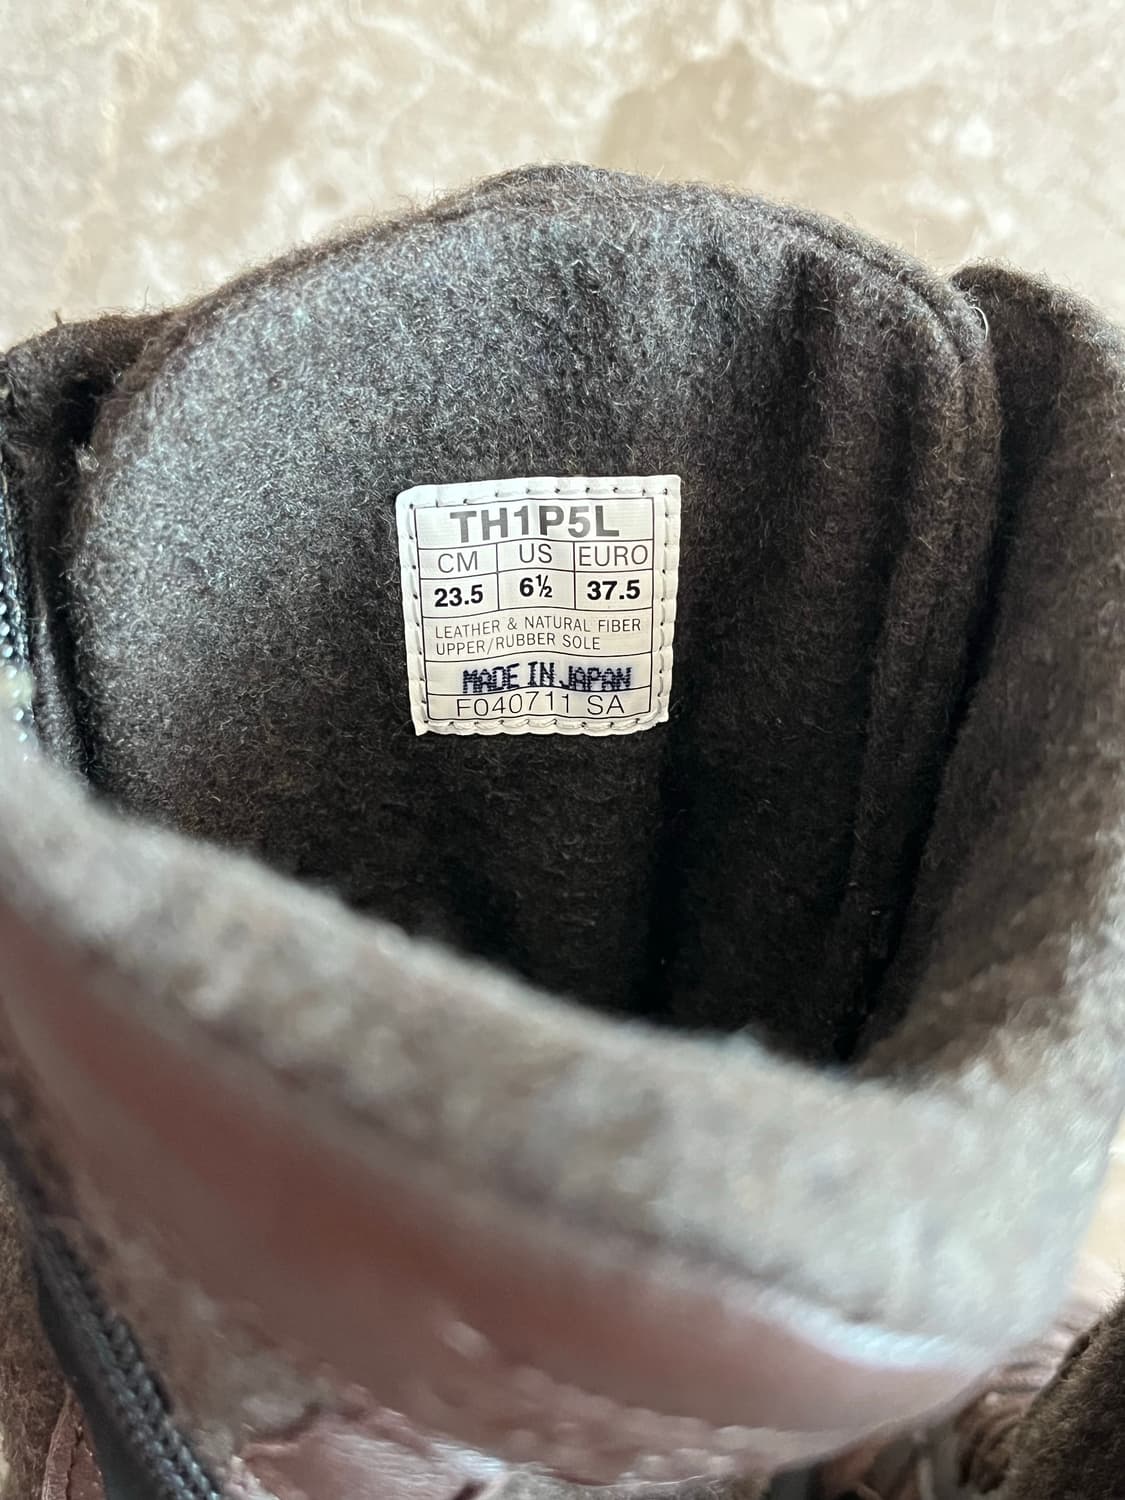 TH1P5L
CM US EURO
23.5 6½ 37.5
LEATHER & NATURAL FIBER
UPPER/RUBBER SOLE
MADE IN JAPAN
F040711 SA